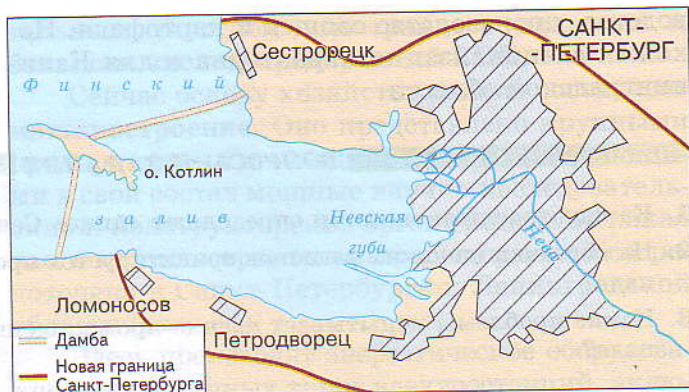 САНКТ-
-ПЕТЕРБУРГ
Сестрорецк
Финский
о. Котлин
залив
Невская
губа
Нева
Ломоносов
Петродворец
Дамба
Новая граница
Санкт-Петербурга